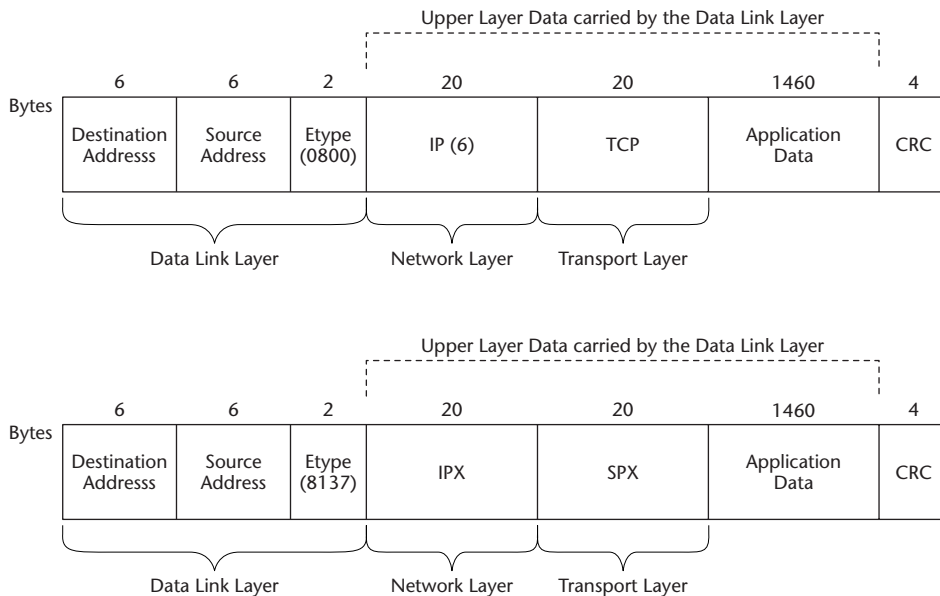 Upper Layer Data carried by the Data Link Layer
6 6 2 20 20 1460 4
Bytes
Destination Addresss
Source Address
Etype (0800)
IP (6)
TCP
Application Data
CRC
Data Link Layer
Network Layer
Transport Layer
Upper Layer Data carried by the Data Link Layer
6 6 2 20 20 1460 4
Bytes
Destination Addresss
Source Address
Etype (8137)
IPX
SPX
Application Data
CRC
Data Link Layer
Network Layer
Transport Layer